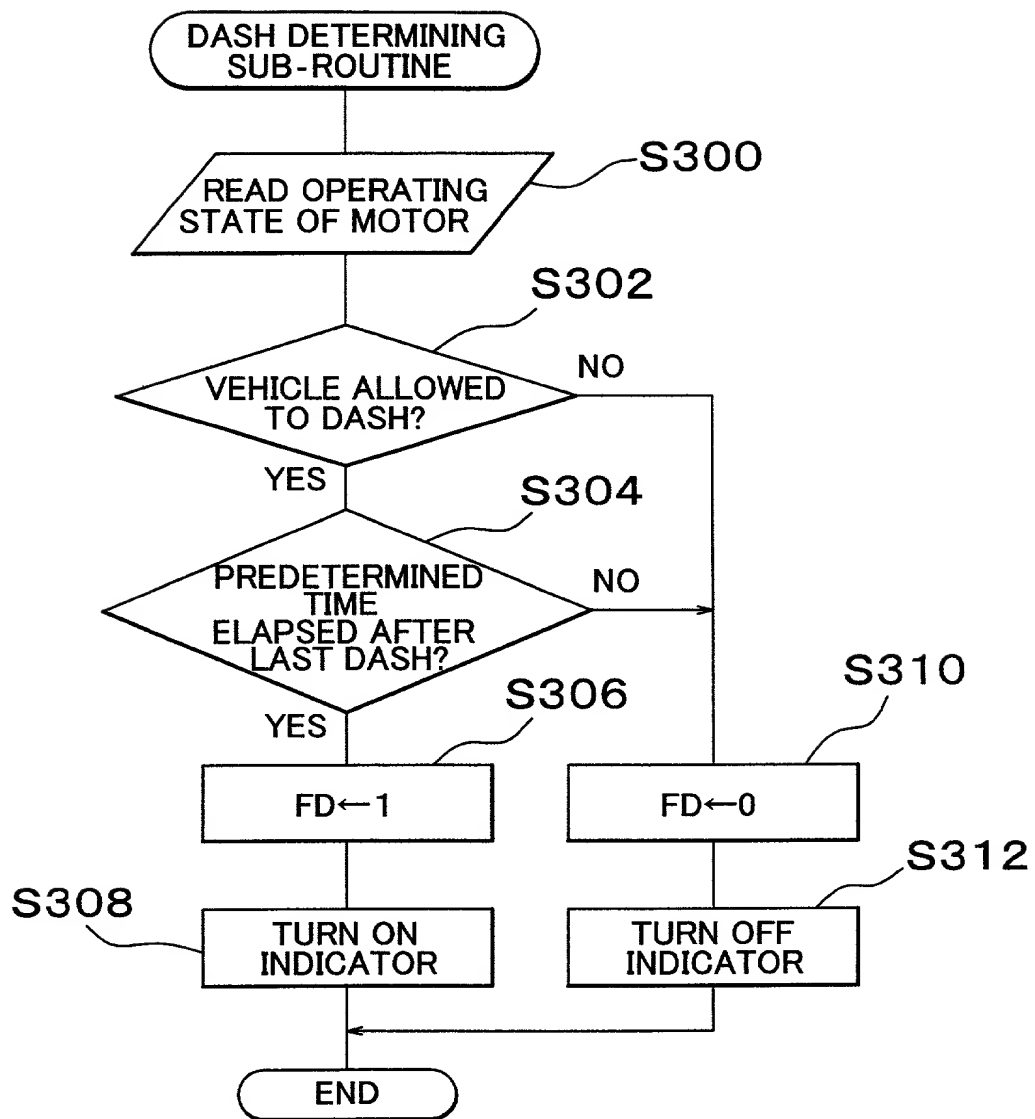 DASH DETERMINING
SUB-ROUTINE
S300
READ OPERATING
STATE OF MOTOR
S302
NO
VEHICLE ALLOWED
TO DASH?
YES
S304
PREDETERMINED
TIME
ELAPSED AFTER
LAST DASH?
NO
YES
S306
S310
FD←1
FD←0
S308
S312
TURN ON
INDICATOR
TURN OFF
INDICATOR
END